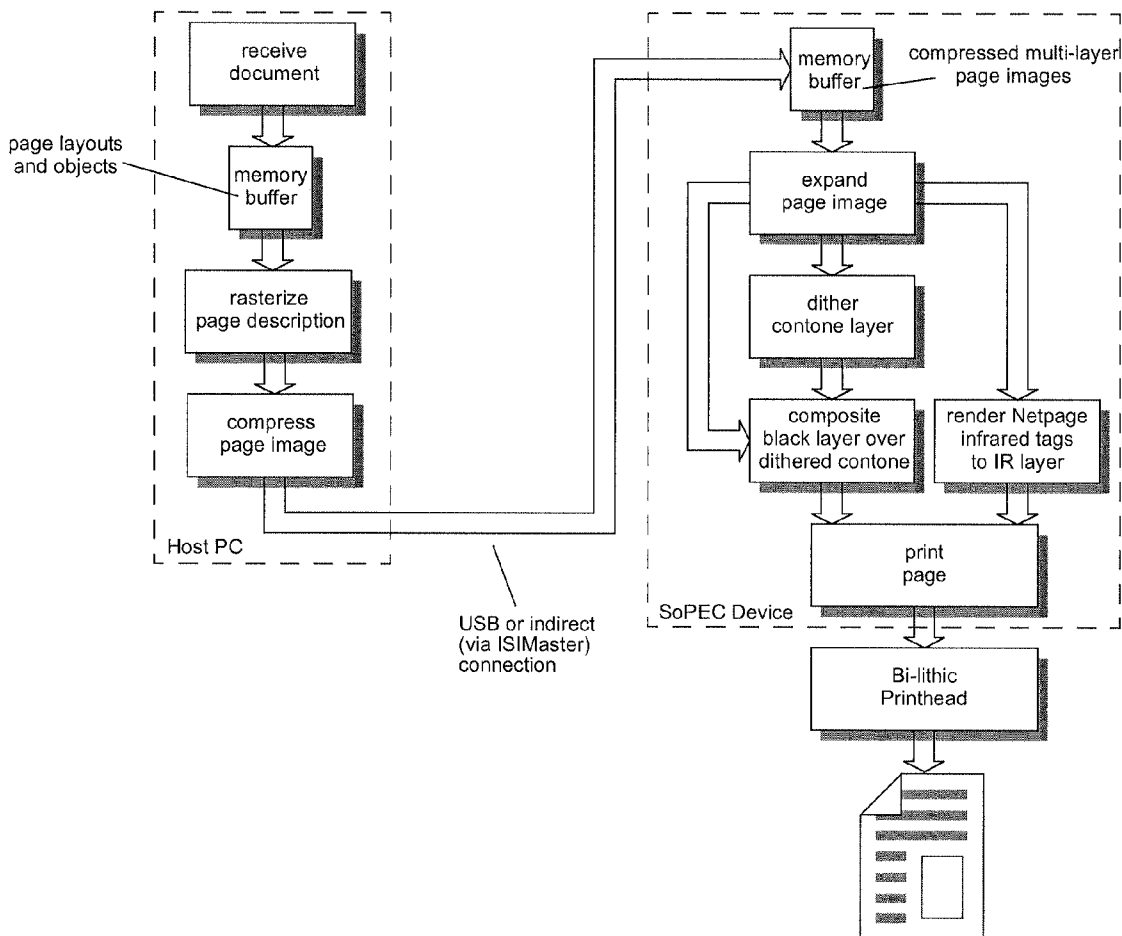 receive
document
page layouts
and objects
memory
buffer
rasterize
page description
compress
page image
Host PC
USB or indirect
(via ISIMaster)
connection
memory
buffer
compressed multi-layer
page images
expand
page image
dither
contone layer
composite
black layer over
dithered contone
render Netpage
infrared tags
to IR layer
print
page
SoPEC Device
Bi-lithic
Printhead